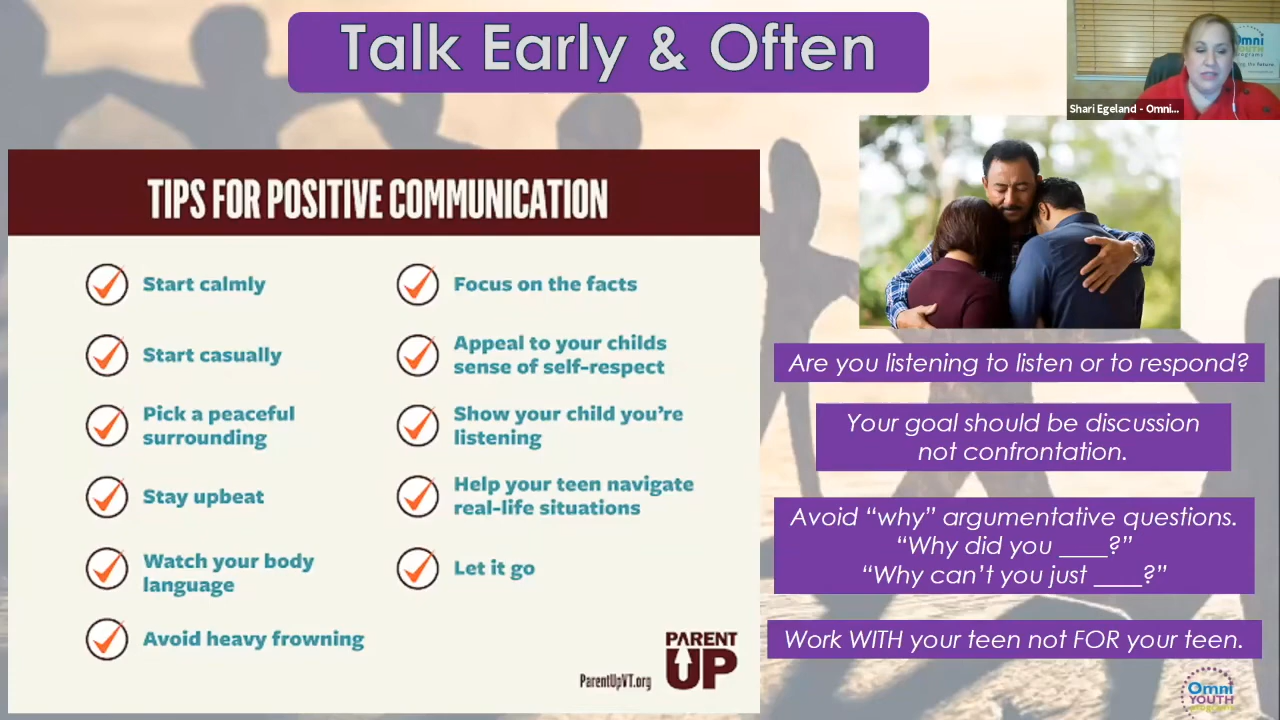 Talk Early & Often
Shari Egeland - Omni...
Omni
YOUTH
TIPS FOR POSITIVE COMMUNICATION
Start calmly
Start casually
Pick a peaceful
surrounding
Stay upbeat
Watch your body
language
Avoid heavy frowning
Focus on the facts
Appeal to your childs
sense of self-respect
Show your child you’re
listening
Help your teen navigate
real-life situations
Let it go
ParentUpVT.org
PARENT
UP
Are you listening to listen or to respond?
Your goal should be discussion
not confrontation.
Avoid “why” argumentative questions.
“Why did you ____?”
“Why can’t you just ____?”
Work WITH your teen not FOR your teen.
Omni
YOUTH